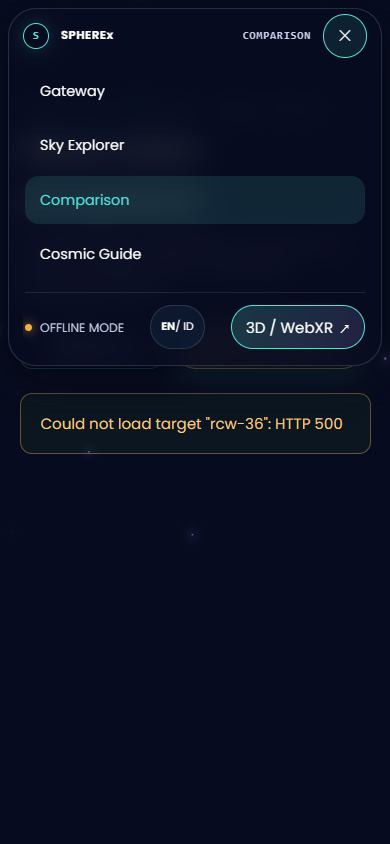 S SPHEREx COMPARISON
Gateway
Sky Explorer
Comparison
Cosmic Guide
OFFLINE MODE EN/ ID 3D / WebXR ↗
Could not load target "rcw-36": HTTP 500